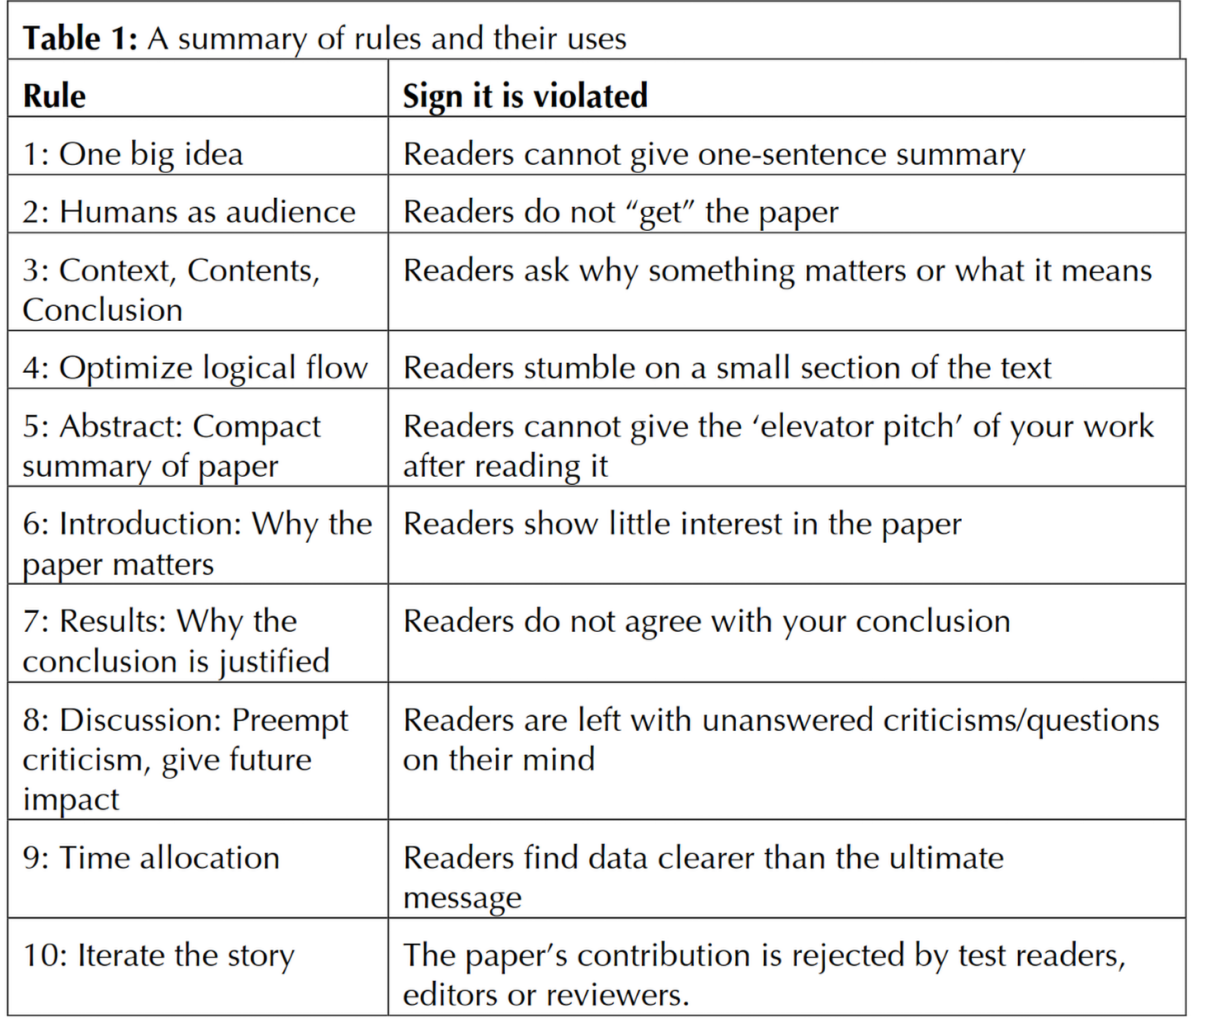 Table 1: A summary of rules and their uses
Rule
Sign it is violated
1: One big idea
Readers cannot give one-sentence summary
2: Humans as audience
Readers do not “get” the paper
3: Context, Contents,
Conclusion
Readers ask why something matters or what it means
4: Optimize logical flow
Readers stumble on a small section of the text
5: Abstract: Compact
summary of paper
Readers cannot give the ‘elevator pitch’ of your work
after reading it
6: Introduction: Why the
paper matters
Readers show little interest in the paper
7: Results: Why the
conclusion is justified
Readers do not agree with your conclusion
8: Discussion: Preempt
criticism, give future
impact
Readers are left with unanswered criticisms/questions
on their mind
9: Time allocation
Readers find data clearer than the ultimate
message
10: Iterate the story
The paper’s contribution is rejected by test readers,
editors or reviewers.